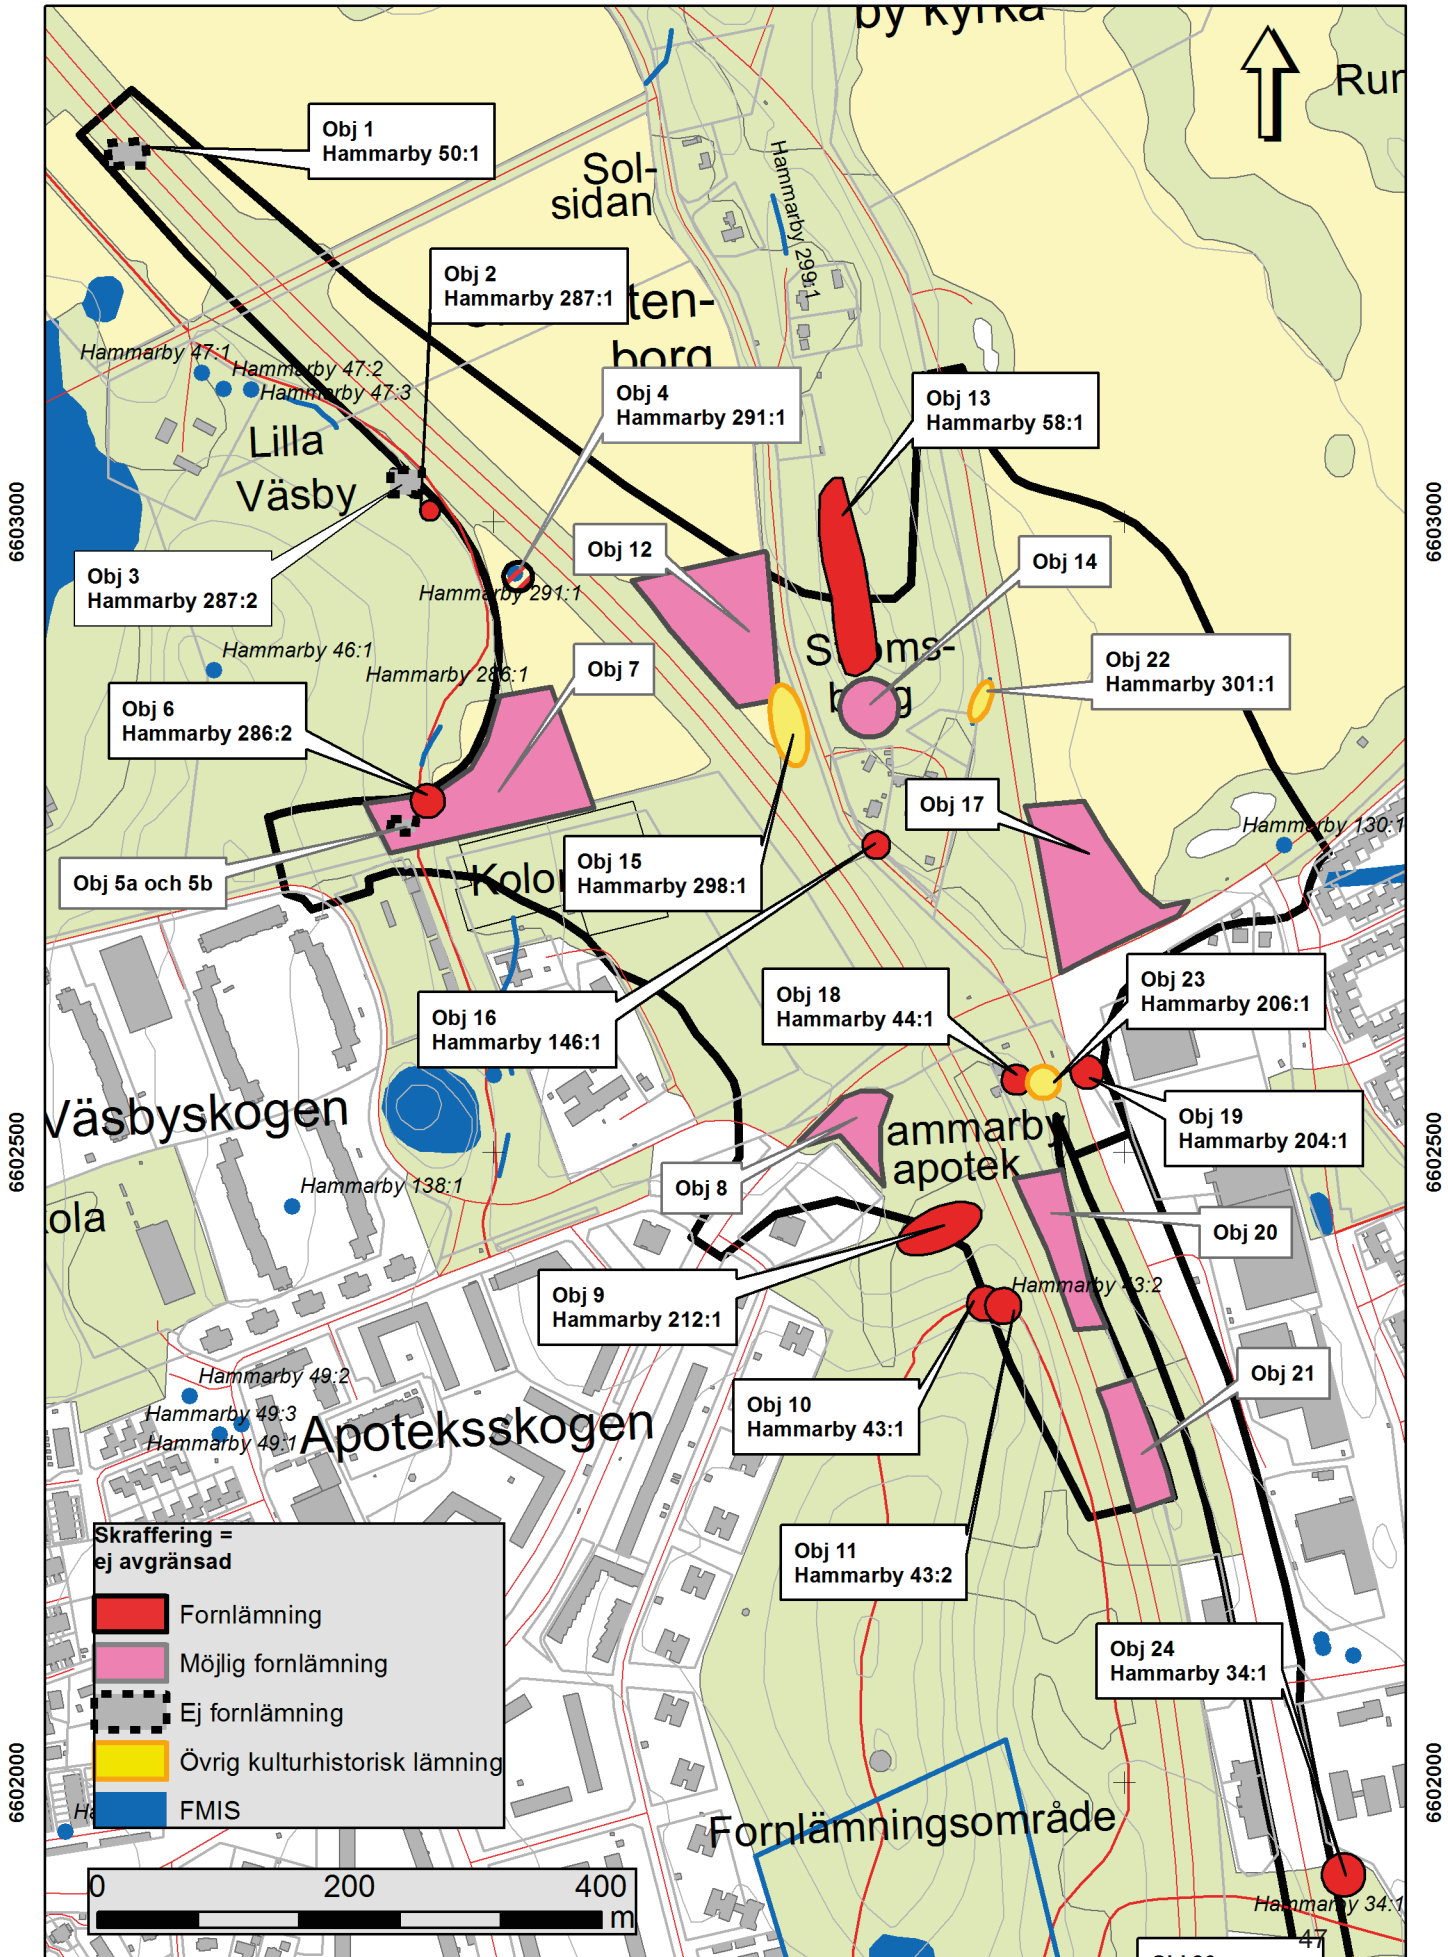 by kyrka
Run
Obj 1
Hammarby 50:1
Sol-
sidan
Hammarby 299:1
Obj 2
Hammarby 287:1
ten-
borg
Hammarby 47:1
Hammarby 47:2
Hammarby 47:3
Obj 4
Hammarby 291:1
Obj 13
Hammarby 58:1
Lilla
Väsby
6603000
6603000
Obj 12
Obj 14
Obj 3
Hammarby 287:2
Hammarby 291:1
Hammarby 46:1
Hammarby 286:1
Obj 7
Obj 22
Hammarby 301:1
Obj 6
Hammarby 286:2
Obj 17
Hammarby 130:1
Obj 5a och 5b
Kolon
Obj 15
Hammarby 298:1
Obj 16
Hammarby 146:1
Obj 18
Hammarby 44:1
Obj 23
Hammarby 206:1
Väsbyskogen
ammarby
apotek
Obj 19
Hammarby 204:1
6602500
6602500
Hammarby 138:1
Obj 8
kola
Obj 20
Obj 9
Hammarby 212:1
Hammarby 43:2
Obj 21
Hammarby 49:2
Hammarby 49:3
Hammarby 49:1
Apoteksskogen
Obj 10
Hammarby 43:1
Obj 11
Hammarby 43:2
Skraffering =
ej avgränsad
Fornlämning
Möjlig fornlämning
Ej fornlämning
Övrig kulturhistorisk lämning
FMIS
Obj 24
Hammarby 34:1
6602000
6602000
Fornlämningsområde
0 200 400
m
Hammarby 34:1
47